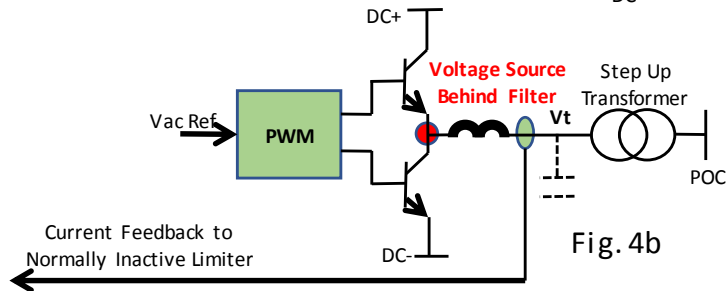 DC+
Voltage Source
Behind Filter
Step Up
Transformer
Vt
Vac Ref
PWM
POC
Current Feedback to
Normally Inactive Limiter
DC-
Fig. 4b